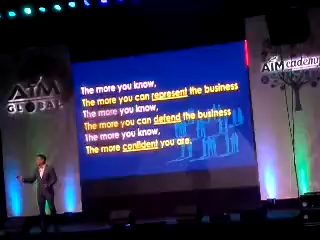 AIM
GLOBAL
AIMcademy
The more you know,
The more you can represent the business
The more you know,
The more you can defend the business
The more you know,
The more confident you are.